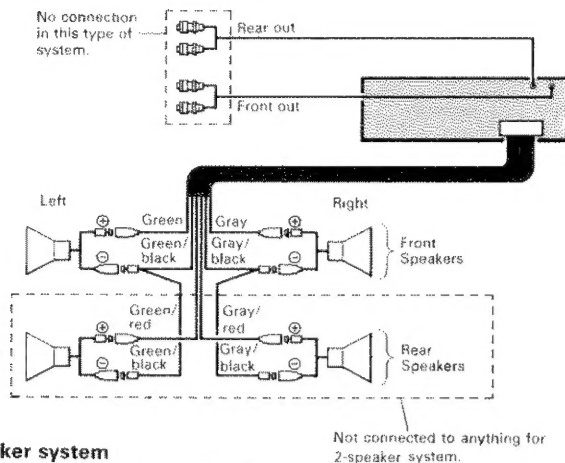 No connection
in this type of
system.
Rear out
Front out
Left
Right
⊕
Green
Gray
⊕
Green/
black
Gray/
black
⊖
⊖
Front
Speakers
Green/
red
Gray/
red
⊕
⊕
Green/
black
Gray/
black
⊖
⊖
Rear
Speakers
ker system
Not connected to anything for
2-speaker system.